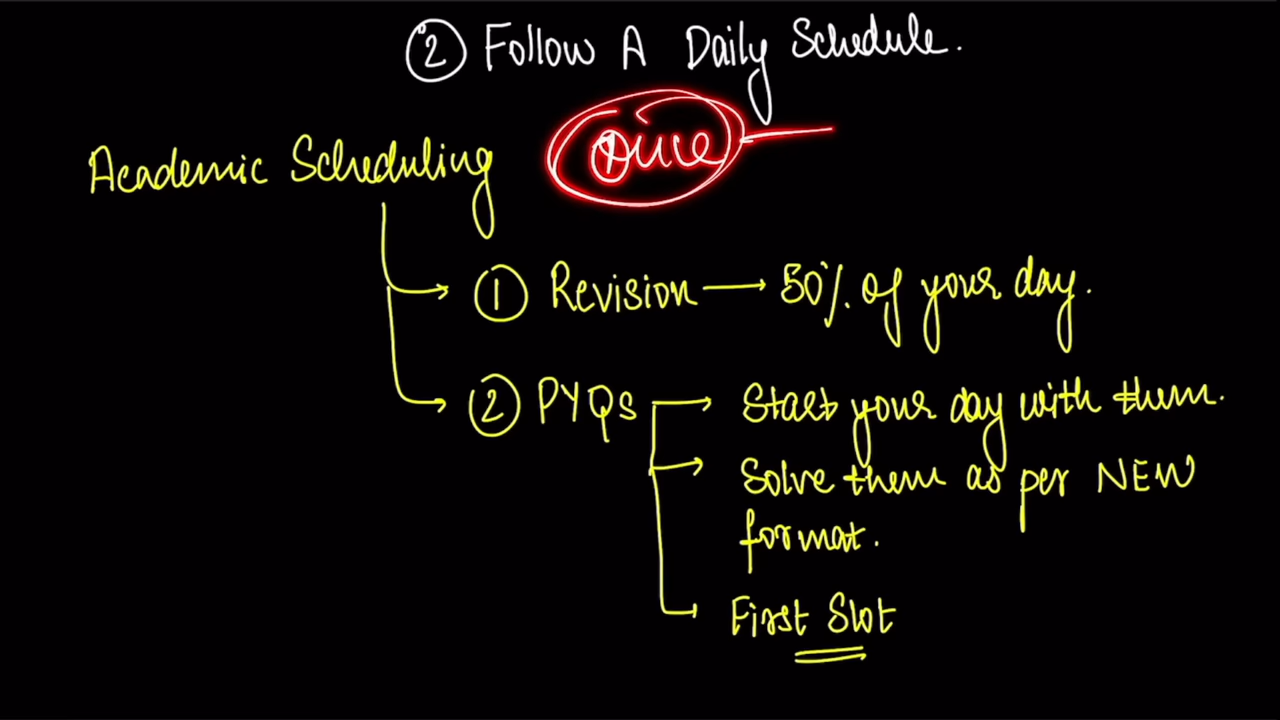 ② Follow A Daily Schedule.
Academic Scheduling
① Revision → 50% of your day.
② PYQs → Start your day with them.
→ Solve them as per NEW
format.
→ First Slot